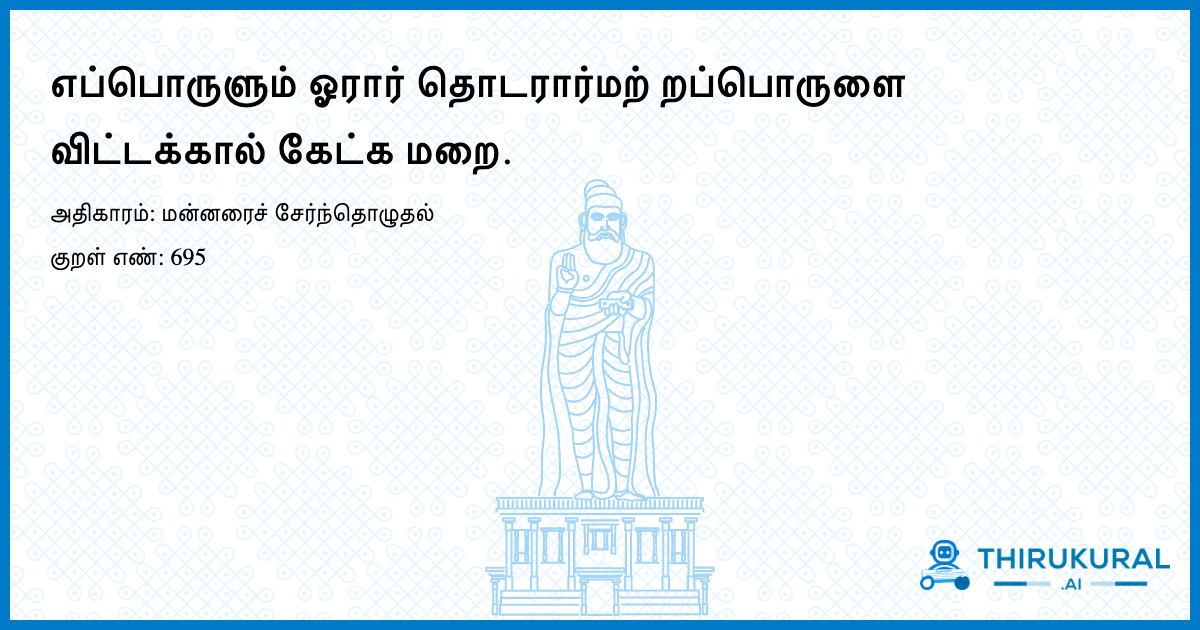 எப்பொருளும் ஓரார் தொடரார்மற் றப்பொருளை
விட்டக்கால் கேட்க மறை.
அதிகாரம்: மன்னரைச் சேர்ந்தொழுதல்
குறள் எண்: 695
THIRUKURAL
.AI